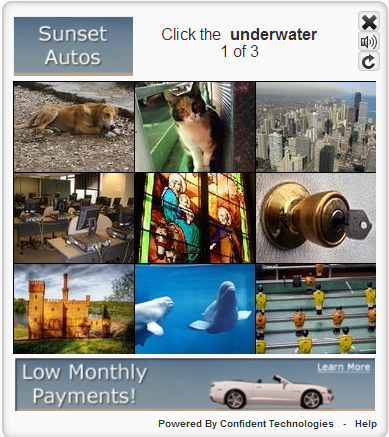 Sunset
Autos
Click the underwater
1 of 3
Low Monthly
Payments!
Learn More
Powered By Confident Technologies - Help